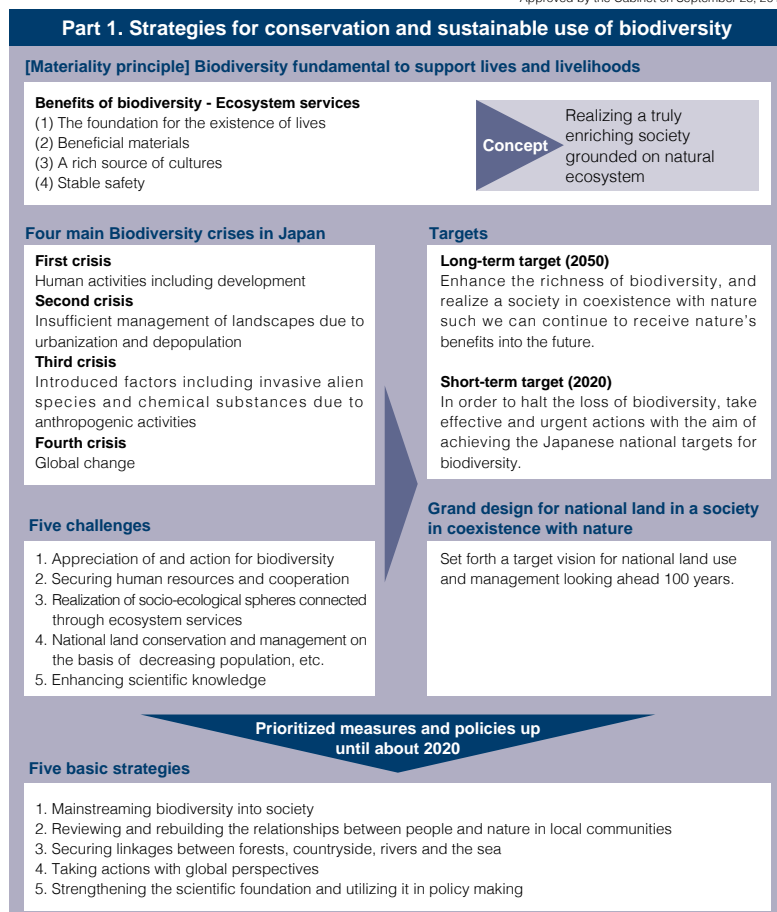 Approved by the Cabinet on September 28, 201
Part 1. Strategies for conservation and sustainable use of biodiversity
[Materiality principle] Biodiversity fundamental to support lives and livelihoods
Benefits of biodiversity - Ecosystem services
(1) The foundation for the existence of lives
(2) Beneficial materials
(3) A rich source of cultures
(4) Stable safety
Concept
Realizing a truly
enriching society
grounded on natural
ecosystem
Four main Biodiversity crises in Japan
First crisis
Human activities including development
Second crisis
Insufficient management of landscapes due to
urbanization and depopulation
Third crisis
Introduced factors including invasive alien
species and chemical substances due to
anthropogenic activities
Fourth crisis
Global change
Targets
Long-term target (2050)
Enhance the richness of biodiversity, and
realize a society in coexistence with nature
such we can continue to receive nature's
benefits into the future.
Short-term target (2020)
In order to halt the loss of biodiversity, take
effective and urgent actions with the aim of
achieving the Japanese national targets for
biodiversity.
Five challenges
1. Appreciation of and action for biodiversity
2. Securing human resources and cooperation
3. Realization of socio-ecological spheres connected
through ecosystem services
4. National land conservation and management on
the basis of decreasing population, etc.
5. Enhancing scientific knowledge
Grand design for national land in a society
in coexistence with nature
Set forth a target vision for national land use
and management looking ahead 100 years.
Prioritized measures and policies up
until about 2020
Five basic strategies
1. Mainstreaming biodiversity into society
2. Reviewing and rebuilding the relationships between people and nature in local communities
3. Securing linkages between forests, countryside, rivers and the sea
4. Taking actions with global perspectives
5. Strengthening the scientific foundation and utilizing it in policy making